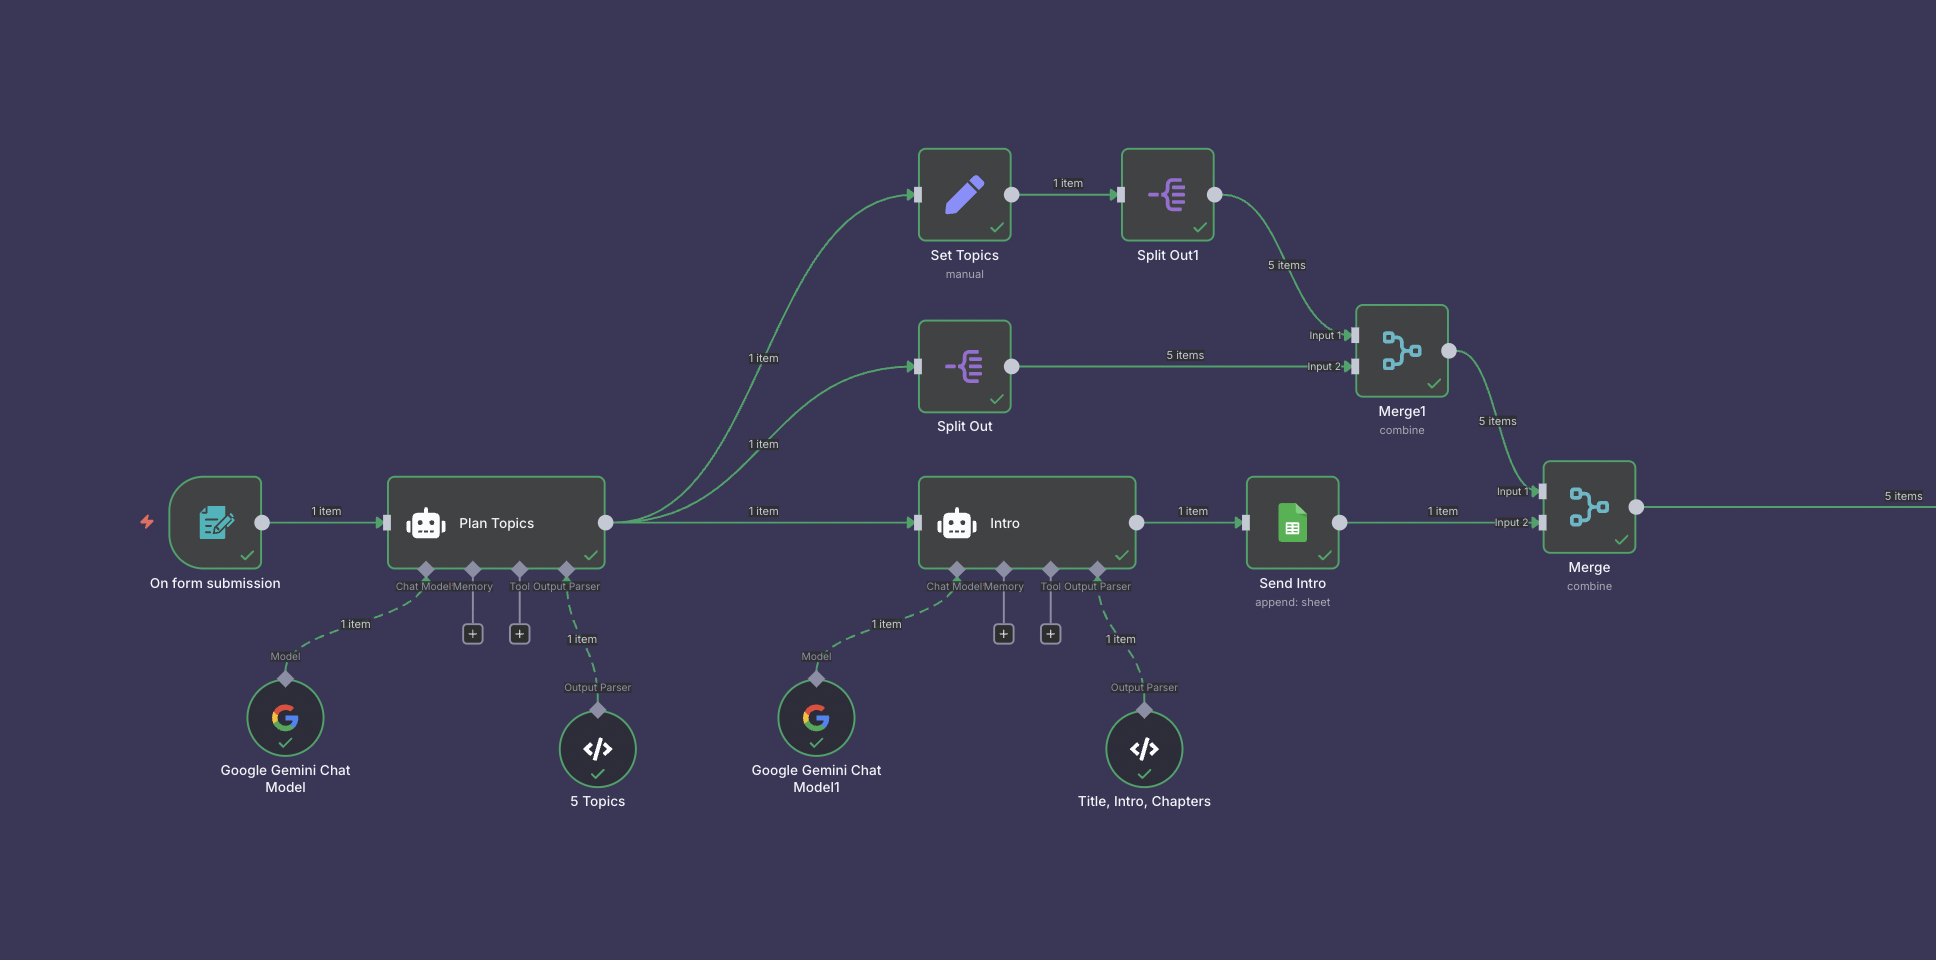 1 item
Set Topics
manual
Split Out1
5 items
1 item
Split Out
5 items
Input 1
Input 2
Merge1
combine
5 items
1 item
On form submission
1 item
Plan Topics
Chat Model
Memory
Tool
Output Parser
1 item
Intro
Chat Model
Memory
Tool
Output Parser
1 item
Send Intro
append: sheet
1 item
Input 1
Input 2
Merge
combine
5 items
1 item
Model
Google Gemini Chat
Model
1 item
Output Parser
5 Topics
1 item
Model
Google Gemini Chat
Model1
1 item
Output Parser
Title, Intro, Chapters